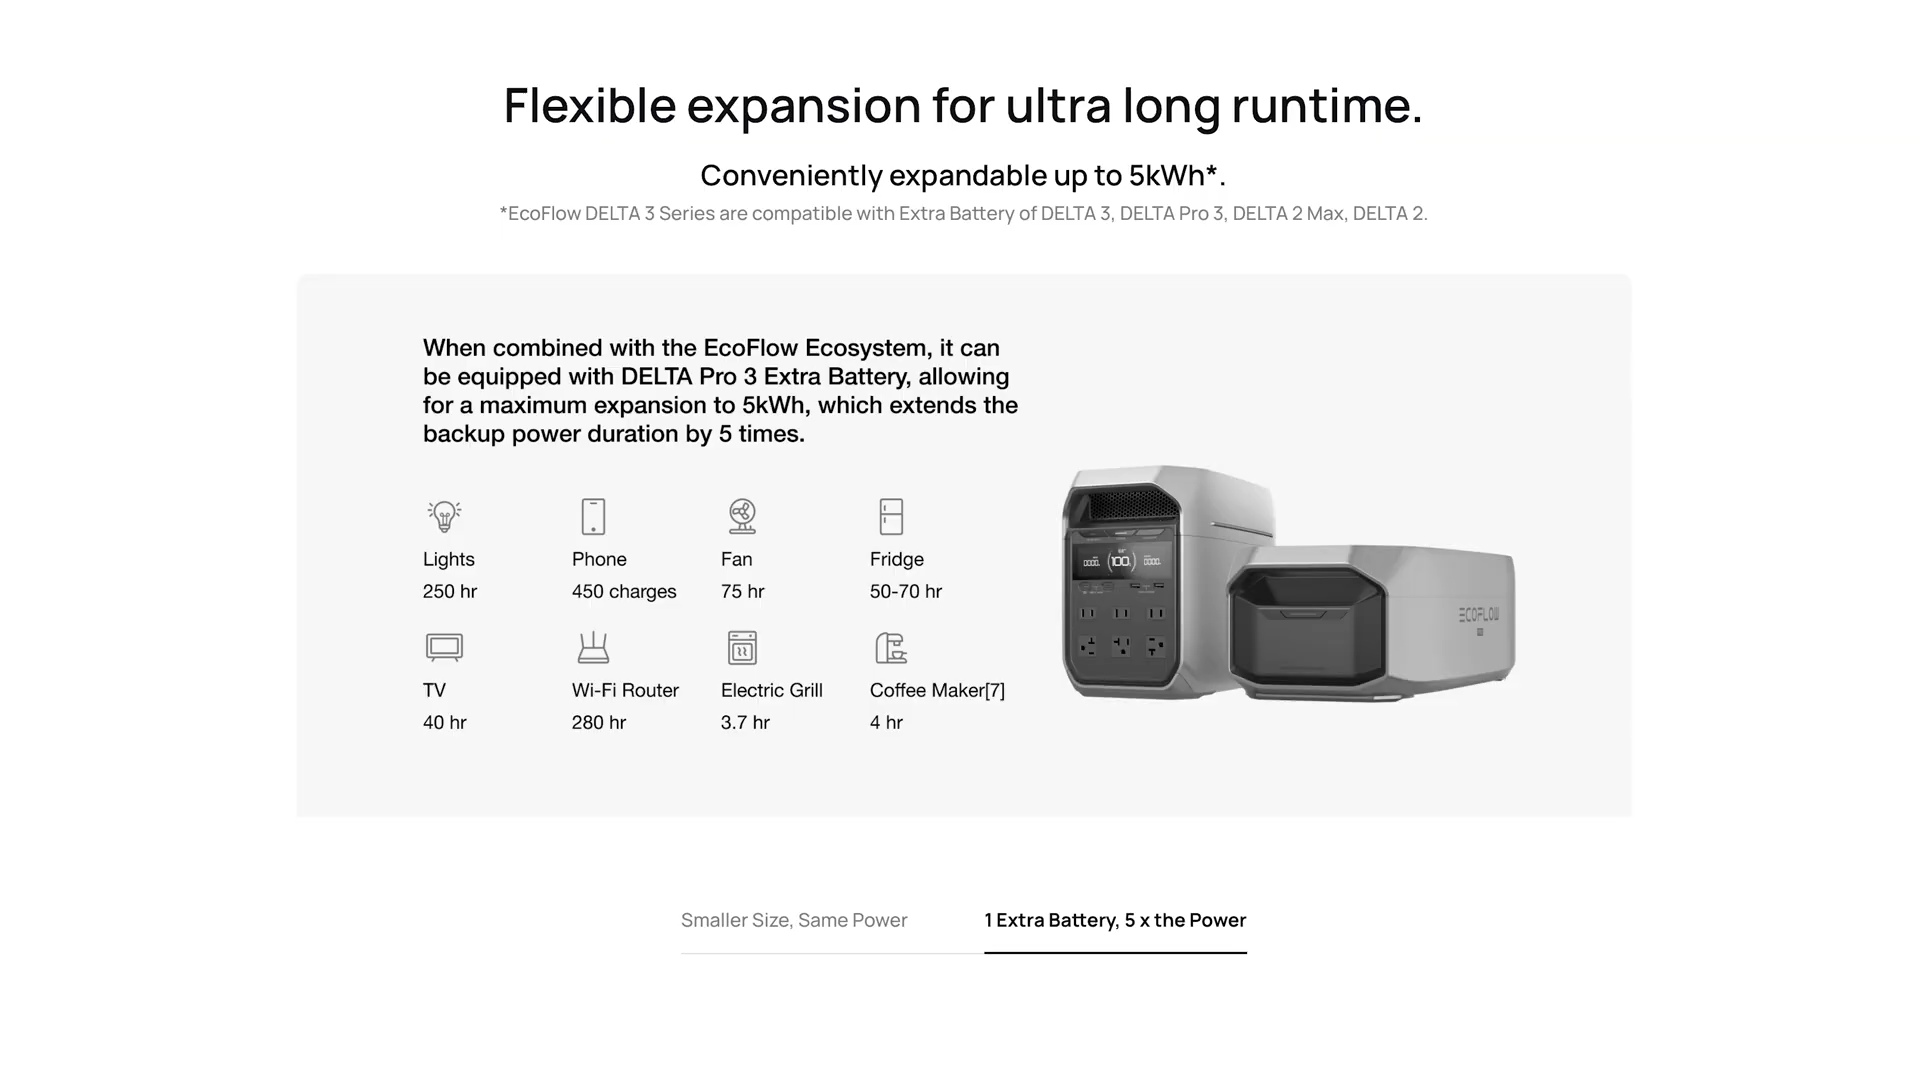 Flexible expansion for ultra long runtime.
Conveniently expandable up to 5kWh*.
*EcoFlow DELTA 3 Series are compatible with Extra Battery of DELTA 3, DELTA Pro 3, DELTA 2 Max, DELTA 2.
When combined with the EcoFlow Ecosystem, it can
be equipped with DELTA Pro 3 Extra Battery, allowing
for a maximum expansion to 5kWh, which extends the
backup power duration by 5 times.
Lights
250 hr
Phone
450 charges
Fan
75 hr
Fridge
50-70 hr
TV
40 hr
Wi-Fi Router
280 hr
Electric Grill
3.7 hr
Coffee Maker[7]
4 hr
100
ECOFLOW
Smaller Size, Same Power
1 Extra Battery, 5 x the Power